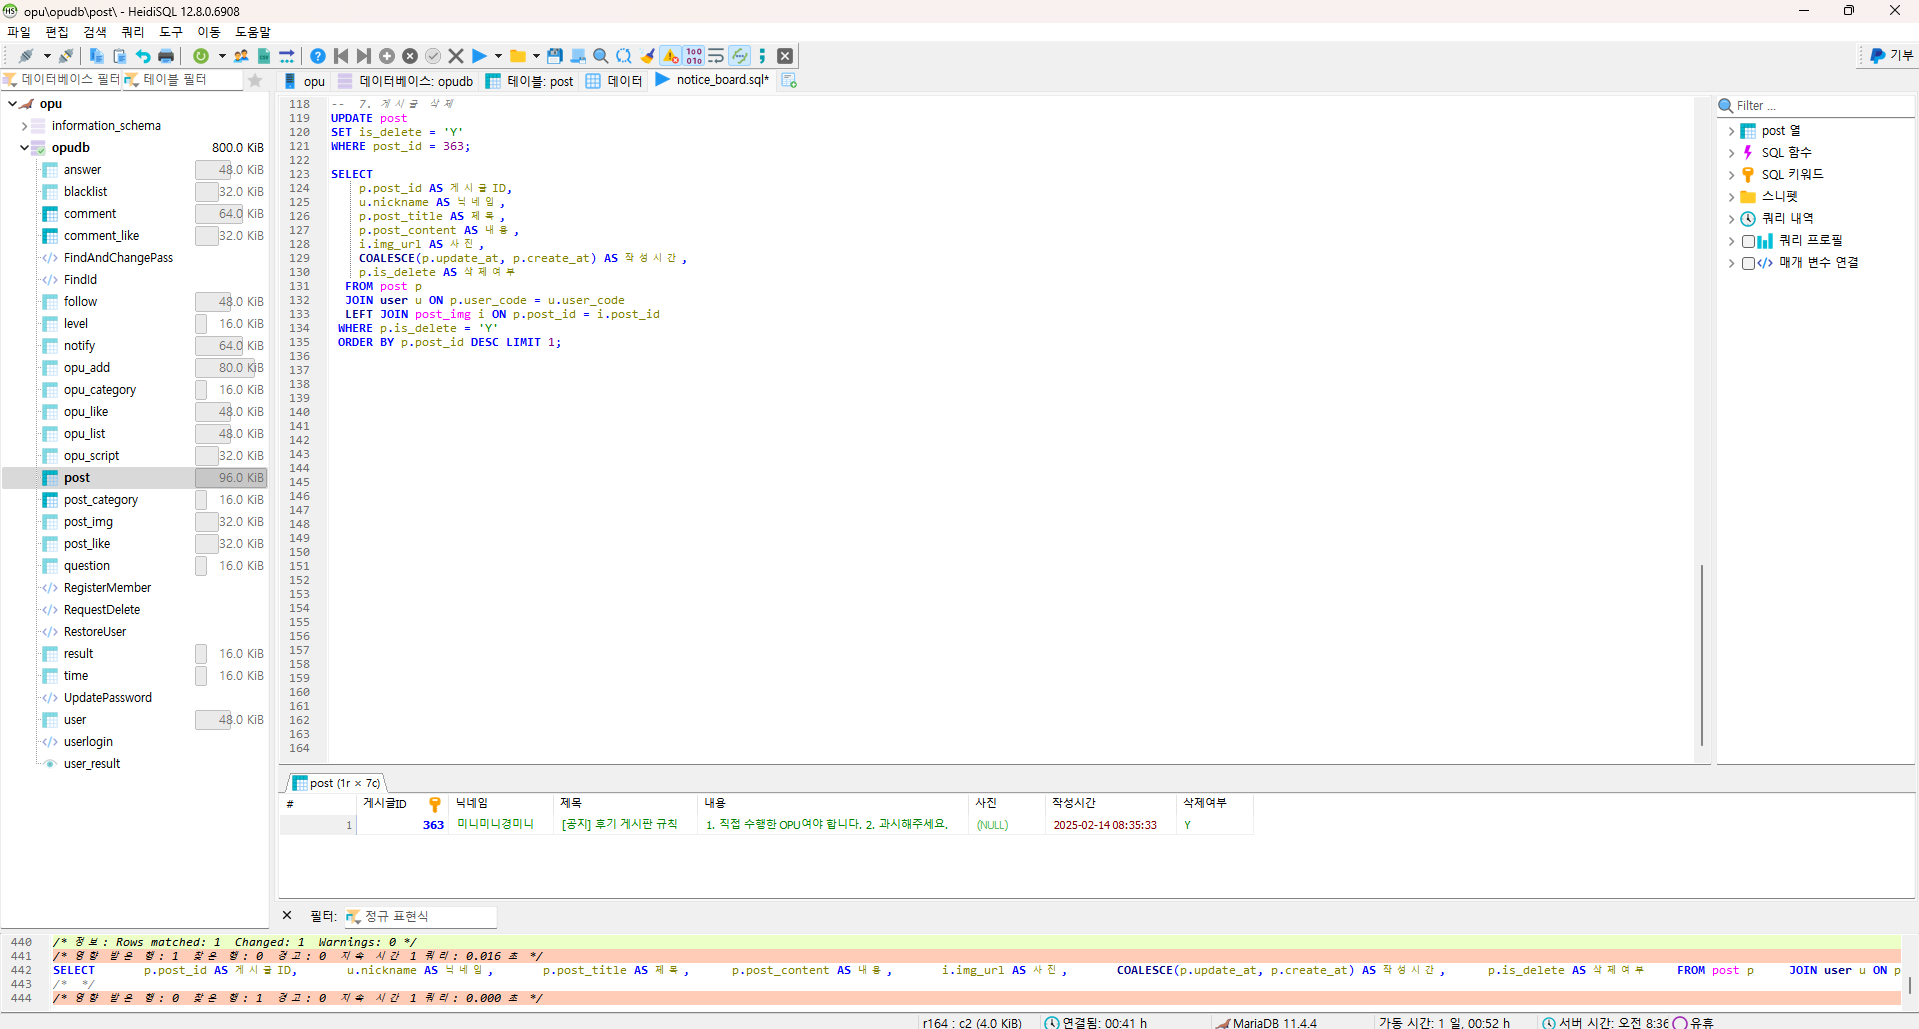 opu\opudb\post\ - HeidiSQL 12.8.0.6908
파일 편집 검색 쿼리 도구 이동 도움말
기부
데이터베이스 필터 테이블 필터
opu 데이터베이스: opudb 테이블: post 데이터 notice_board.sql*
opu
information_schema
opudb 800.0 KiB
answer 48.0 KiB
blacklist 32.0 KiB
comment 64.0 KiB
comment_like 32.0 KiB
FindAndChangePass
FindId
follow 48.0 KiB
level 16.0 KiB
notify 64.0 KiB
opu_add 80.0 KiB
opu_category 16.0 KiB
opu_like 48.0 KiB
opu_list 48.0 KiB
opu_script 32.0 KiB
post 96.0 KiB
post_category 16.0 KiB
post_img 32.0 KiB
post_like 32.0 KiB
question 16.0 KiB
RegisterMember
RequestDelete
RestoreUser
result 16.0 KiB
time 16.0 KiB
UpdatePassword
user 48.0 KiB
userlogin
user_result
118 -- 7. 게시글 삭제
119 UPDATE post
120 SET is_delete = 'Y'
121 WHERE post_id = 363;
122
123 SELECT
124 p.post_id AS 게시글ID,
125 u.nickname AS 닉네임,
126 p.post_title AS 제목,
127 p.post_content AS 내용,
128 i.img_url AS 사진,
129 COALESCE(p.update_at, p.create_at) AS 작성시간,
130 p.is_delete AS 삭제여부
131 FROM post p
132 JOIN user u ON p.user_code = u.user_code
133 LEFT JOIN post_img i ON p.post_id = i.post_id
134 WHERE p.is_delete = 'Y'
135 ORDER BY p.post_id DESC LIMIT 1;
136
137
138
139
140
141
142
143
144
145
146
147
148
149
150
151
152
153
154
155
156
157
158
159
160
161
162
163
164
Filter ...
post 열
SQL 함수
SQL 키워드
스니펫
쿼리 내역
쿼리 프로필
매개 변수 연결
post (1r × 7c)
# 게시글ID 닉네임 제목 내용 사진 작성시간 삭제여부
1 363 미니미니경미니 [공지] 후기 게시판 규칙 1. 직접 수행한 OPU여야 합니다. 2. 과시해주세요. (NULL) 2025-02-14 08:35:33 Y
필터: 정규 표현식
440 /* 정보: Rows matched: 1 Changed: 1 Warnings: 0 */
441 /* 영향 받은 행: 1 찾은 행: 0 경고: 0 지속 시간 1 쿼리: 0.016 초 */
442 SELECT p.post_id AS 게시글ID, u.nickname AS 닉네임, p.post_title AS 제목, p.post_content AS 내용, i.img_url AS 사진, COALESCE(p.update_at, p.create_at) AS 작성시간, p.is_delete AS 삭제여부 FROM post p JOIN user u ON p
443 /* */
444 /* 영향 받은 행: 0 찾은 행: 1 경고: 0 지속 시간 1 쿼리: 0.000 초 */
r164 : c2 (4.0 KiB) 연결됨: 00:41 h MariaDB 11.4.4 가동 시간: 1 일, 00:52 h 서버 시간: 오전 8:36 유휴